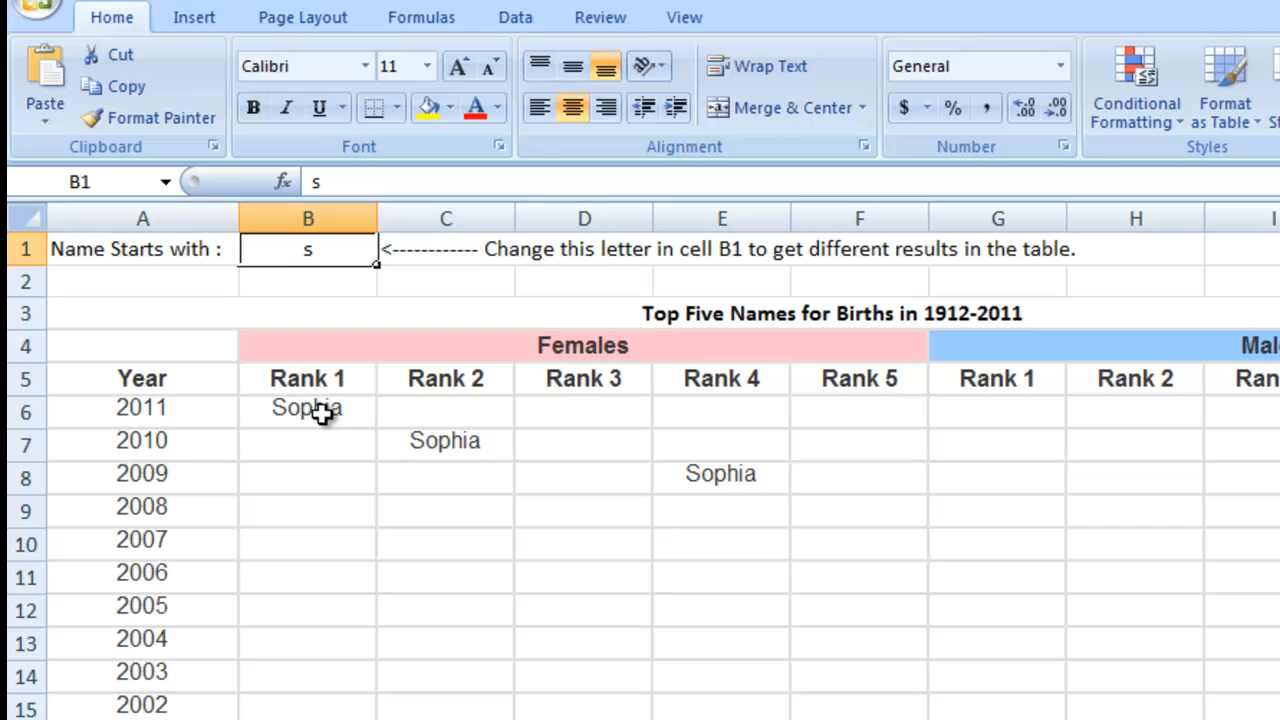 Home Insert Page Layout Formulas Data Review View
Cut
Copy
Format Painter
Paste
Clipboard
Calibri 11 A A
B I U A
Font
Wrap Text
Merge & Center
Alignment
General
$ % , .0 .00 .00 .0
Number
Conditional Formatting
Format as Table
Styles
B1 fx s
A B C D E F G H I
1 Name Starts with : s <------------ Change this letter in cell B1 to get different results in the table.
2
3 Top Five Names for Births in 1912-2011
4 Females
5 Year Rank 1 Rank 2 Rank 3 Rank 4 Rank 5 Rank 1 Rank 2
6 2011 Sophia
7 2010 Sophia
8 2009 Sophia
9 2008
10 2007
11 2006
12 2005
13 2004
14 2003
15 2002